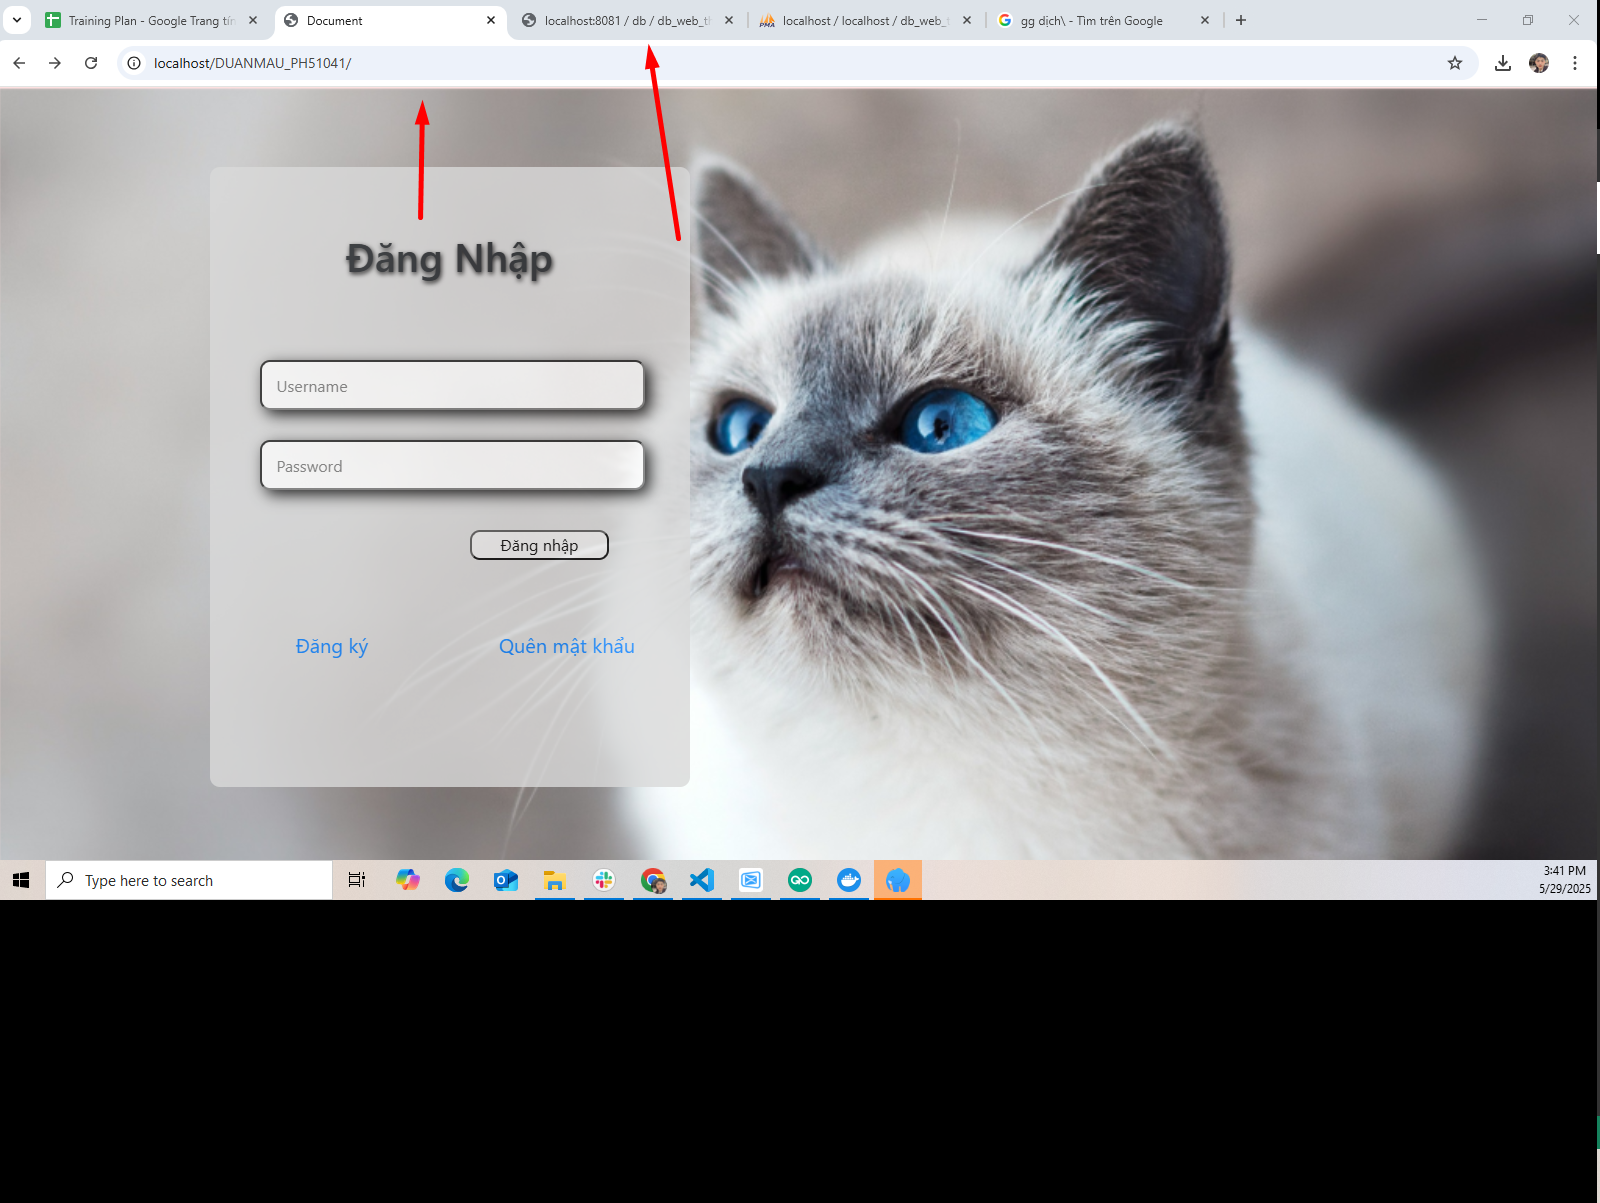 Training Plan - Google Trang tín
Document
localhost:8081 / db / db_web_t
localhost / localhost / db_web_t
gg dịch\ - Tìm trên Google
localhost/DUANMAU_PH51041/
Đăng Nhập
Username
Password
Đăng nhập
Đăng ký
Quên mật khẩu
Type here to search
3:41 PM
5/29/2025